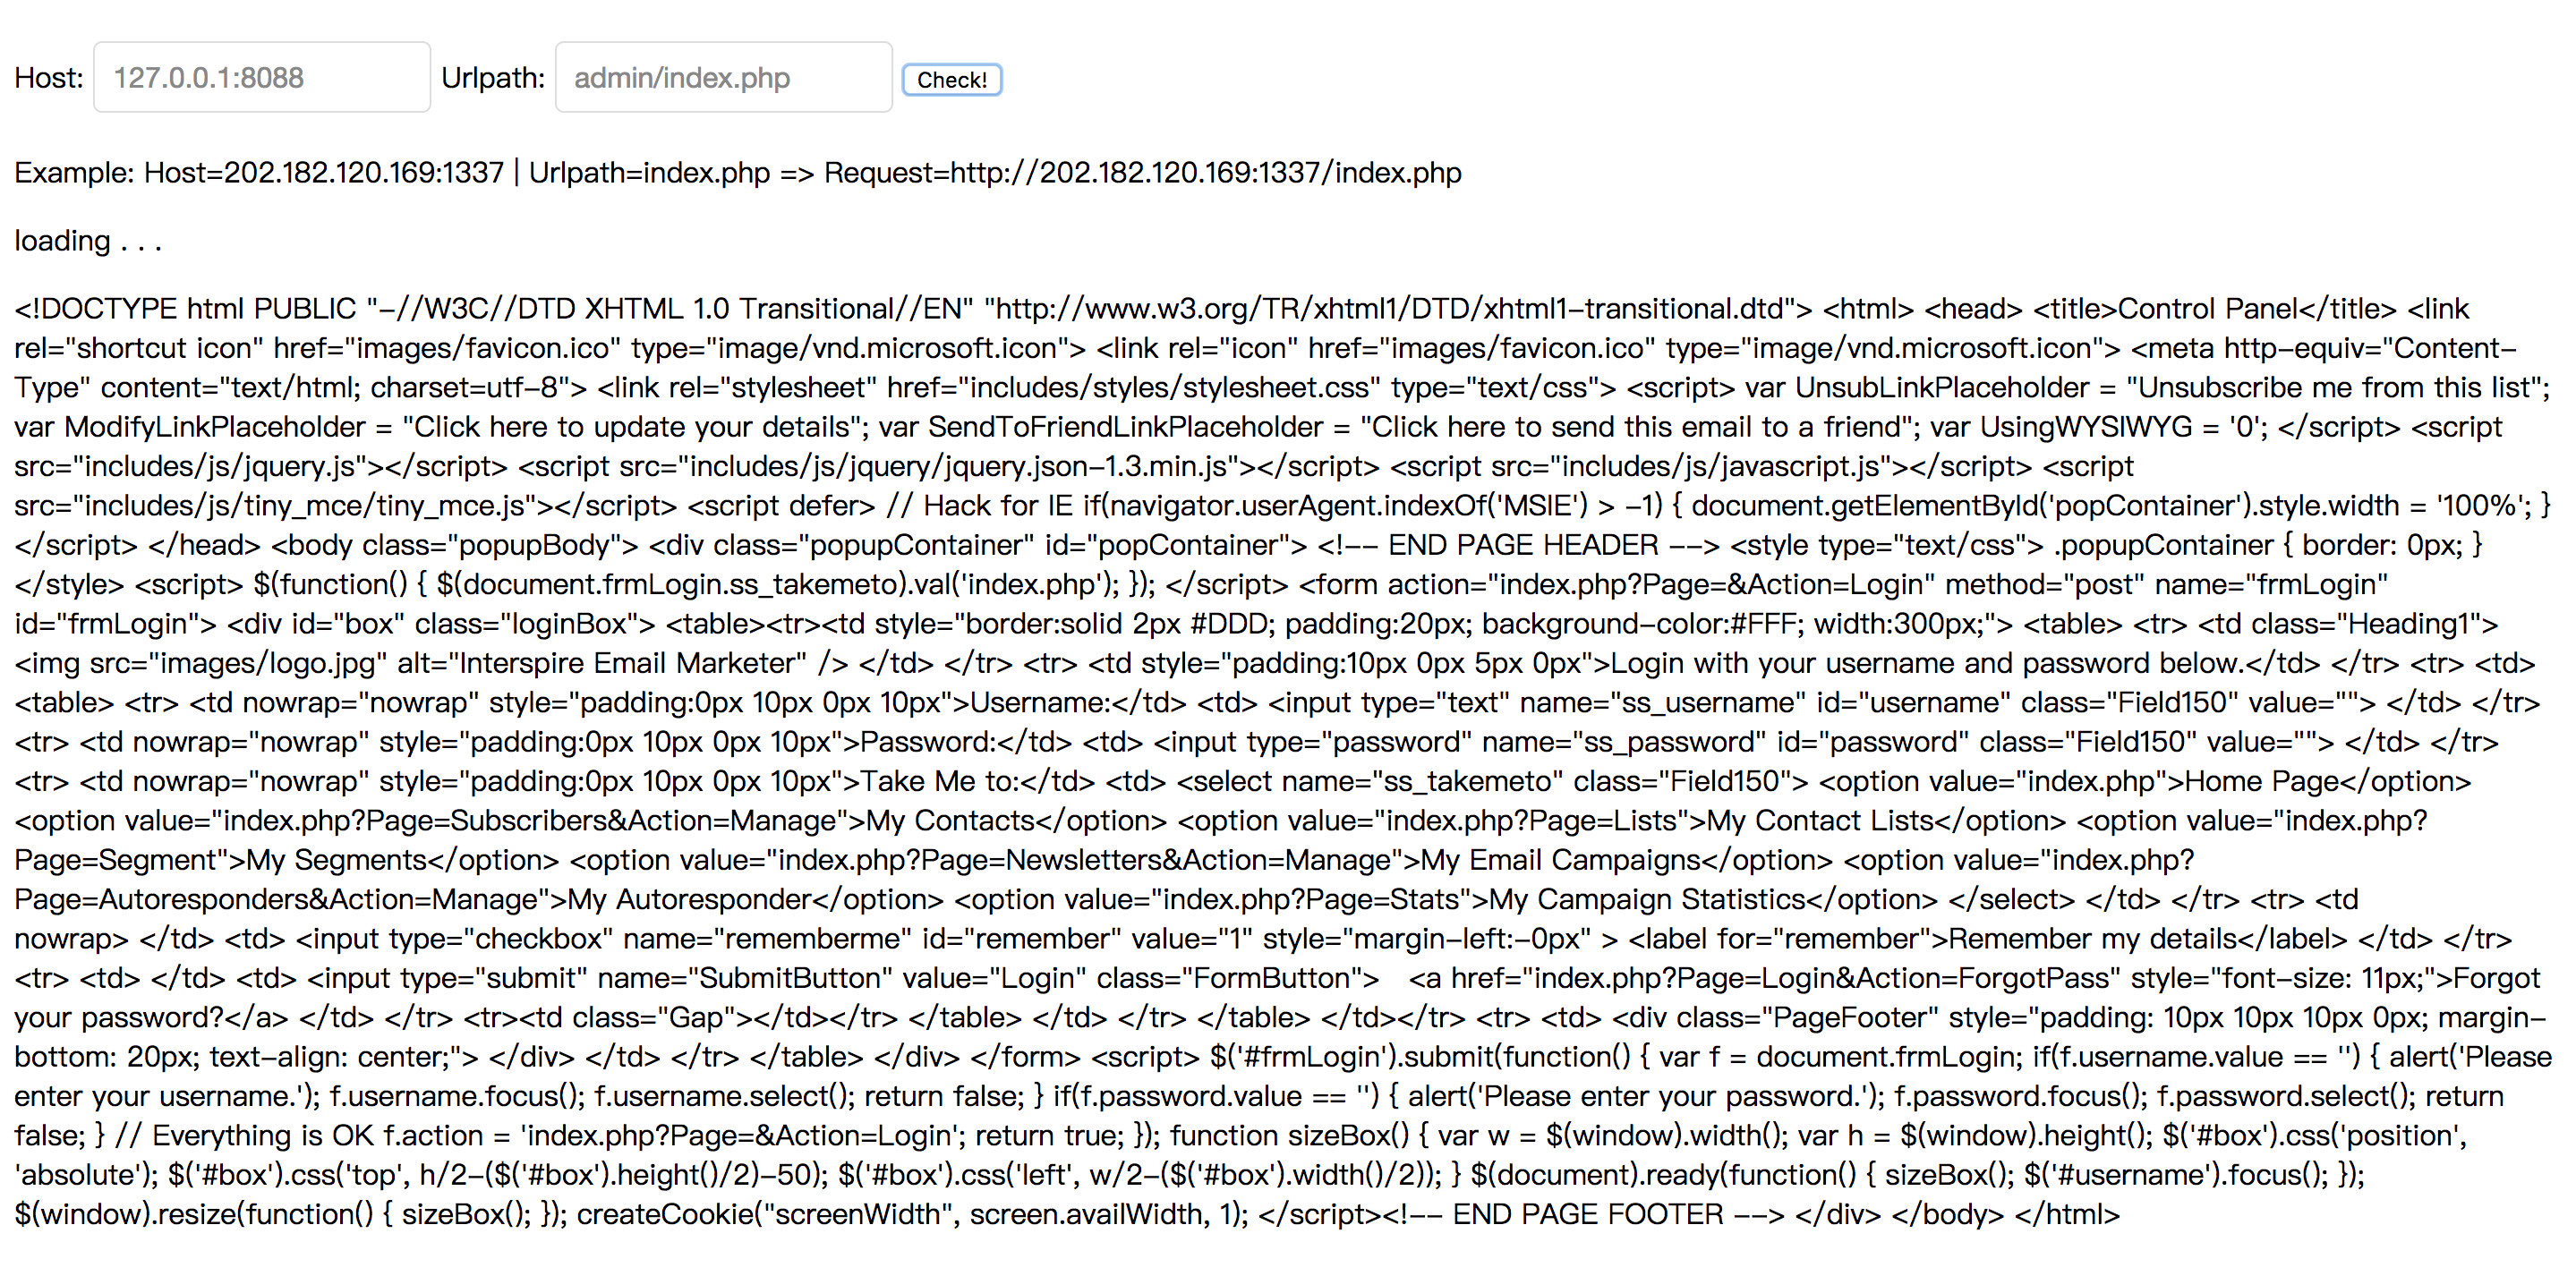 Host: 127.0.0.1:8088 Urlpath: admin/index.php Check!
Example: Host=202.182.120.169:1337 | Urlpath=index.php => Request=http://202.182.120.169:1337/index.php
loading . . .
<!DOCTYPE html PUBLIC "-//W3C//DTD XHTML 1.0 Transitional//EN" "http://www.w3.org/TR/xhtml1/DTD/xhtml1-transitional.dtd"> <html> <head> <title>Control Panel</title> <link
rel="shortcut icon" href="images/favicon.ico" type="image/vnd.microsoft.icon"> <link rel="icon" href="images/favicon.ico" type="image/vnd.microsoft.icon"> <meta http-equiv="Content-
Type" content="text/html; charset=utf-8"> <link rel="stylesheet" href="includes/styles/stylesheet.css" type="text/css"> <script> var UnsubLinkPlaceholder = "Unsubscribe me from this list";
var ModifyLinkPlaceholder = "Click here to update your details"; var SendToFriendLinkPlaceholder = "Click here to send this email to a friend"; var UsingWYSIWYG = '0'; </script> <script
src="includes/js/jquery.js"></script> <script src="includes/js/jquery/jquery.json-1.3.min.js"></script> <script src="includes/js/javascript.js"></script> <script
src="includes/js/tiny_mce/tiny_mce.js"></script> <script defer> // Hack for IE if(navigator.userAgent.indexOf('MSIE') > -1) { document.getElementById('popContainer').style.width = '100%'; }
</script> </head> <body class="popupBody"> <div class="popupContainer" id="popContainer"> <!-- END PAGE HEADER --> <style type="text/css"> .popupContainer { border: 0px; }
</style> <script> $(function() { $(document.frmLogin.ss_takemeto).val('index.php'); }); </script> <form action="index.php?Page=&Action=Login" method="post" name="frmLogin"
id="frmLogin"> <div id="box" class="loginBox"> <table><tr><td style="border:solid 2px #DDD; padding:20px; background-color:#FFF; width:300px;"> <table> <tr> <td class="Heading1">
<img src="images/logo.jpg" alt="Interspire Email Marketer" /> </td> </tr> <tr> <td style="padding:10px 0px 5px 0px">Login with your username and password below.</td> </tr> <tr> <td>
<table> <tr> <td nowrap="nowrap" style="padding:0px 10px 0px 10px">Username:</td> <td> <input type="text" name="ss_username" id="username" class="Field150" value=""> </td> </tr>
<tr> <td nowrap="nowrap" style="padding:0px 10px 0px 10px">Password:</td> <td> <input type="password" name="ss_password" id="password" class="Field150" value=""> </td> </tr>
<tr> <td nowrap="nowrap" style="padding:0px 10px 0px 10px">Take Me to:</td> <td> <select name="ss_takemeto" class="Field150"> <option value="index.php">Home Page</option>
<option value="index.php?Page=Subscribers&Action=Manage">My Contacts</option> <option value="index.php?Page=Lists">My Contact Lists</option> <option value="index.php?
Page=Segment">My Segments</option> <option value="index.php?Page=Newsletters&Action=Manage">My Email Campaigns</option> <option value="index.php?
Page=Autoresponders&Action=Manage">My Autoresponder</option> <option value="index.php?Page=Stats">My Campaign Statistics</option> </select> </td> </tr> <tr> <td
nowrap> </td> <td> <input type="checkbox" name="rememberme" id="remember" value="1" style="margin-left:-0px" > <label for="remember">Remember my details</label> </td> </tr>
<tr> <td> </td> <td> <input type="submit" name="SubmitButton" value="Login" class="FormButton">   <a href="index.php?Page=Login&Action=ForgotPass" style="font-size: 11px;">Forgot
your password?</a> </td> </tr> <tr><td class="Gap"></td></tr> </table> </td> </tr> </table> </td></tr> <tr> <td> <div class="PageFooter" style="padding: 10px 10px 10px 0px; margin-
bottom: 20px; text-align: center;"> </div> </td> </tr> </table> </div> </form> <script> $('#frmLogin').submit(function() { var f = document.frmLogin; if(f.username.value == '') { alert('Please
enter your username.'); f.username.focus(); f.username.select(); return false; } if(f.password.value == '') { alert('Please enter your password.'); f.password.focus(); f.password.select(); return
false; } // Everything is OK f.action = 'index.php?Page=&Action=Login'; return true; }); function sizeBox() { var w = $(window).width(); var h = $(window).height(); $('#box').css('position',
'absolute'); $('#box').css('top', h/2-($('#box').height()/2)-50); $('#box').css('left', w/2-($('#box').width()/2)); } $(document).ready(function() { sizeBox(); $('#username').focus(); });
$(window).resize(function() { sizeBox(); }); createCookie("screenWidth", screen.availWidth, 1); </script><!-- END PAGE FOOTER --> </div> </body> </html>